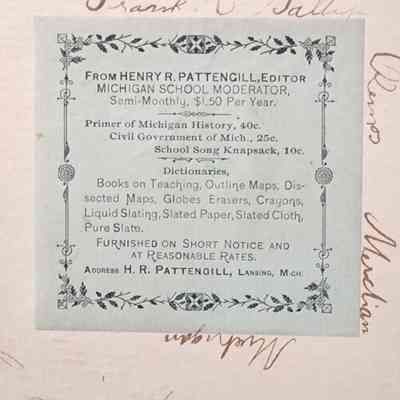 Frank
FROM HENRY R. PATTENGILL, EDITOR
MICHIGAN SCHOOL MODERATOR,
Semi-Monthly, $1.50 Per Year.
Primer of Michigan History, 40c.
Civil Government of Mich., 25c.
School Song Knapsack, 10c.
Dictionaries,
Books on Teaching, Outline Maps, Dis-
sected Maps, Globes Erasers, Crayons,
Liquid Slating, Slated Paper, Slated Cloth,
Pure Slate.
FURNISHED ON SHORT NOTICE AND
AT REASONABLE RATES.
ADDRESS H. R. PATTENGILL, LANSING, MICH.
Meridian
Michigan